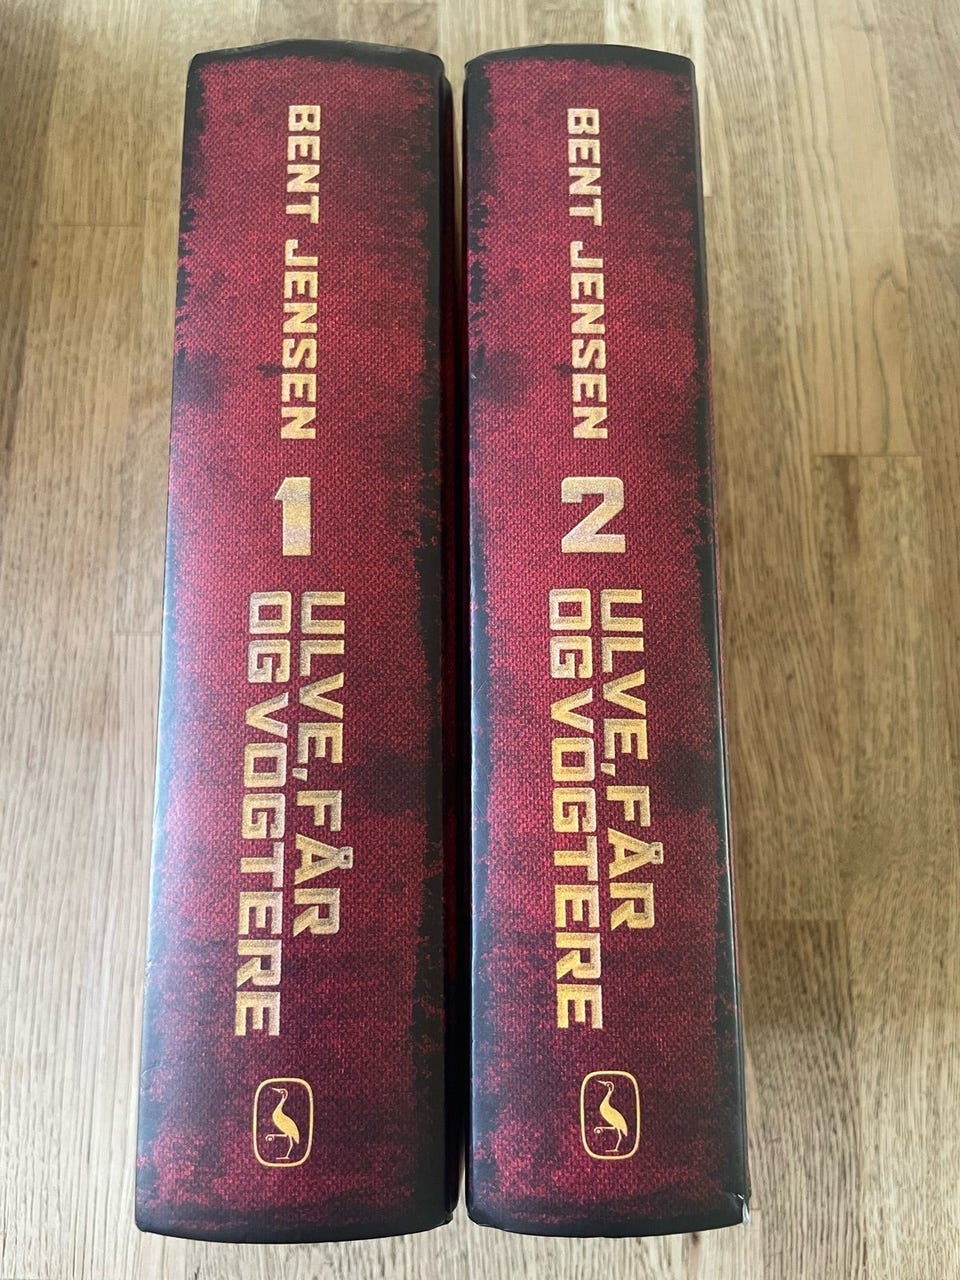 BENT JENSEN
1
ULVE, FÅR
OG VOGTERE
BENT JENSEN
2
ULVE, FÅR
OG VOGTERE